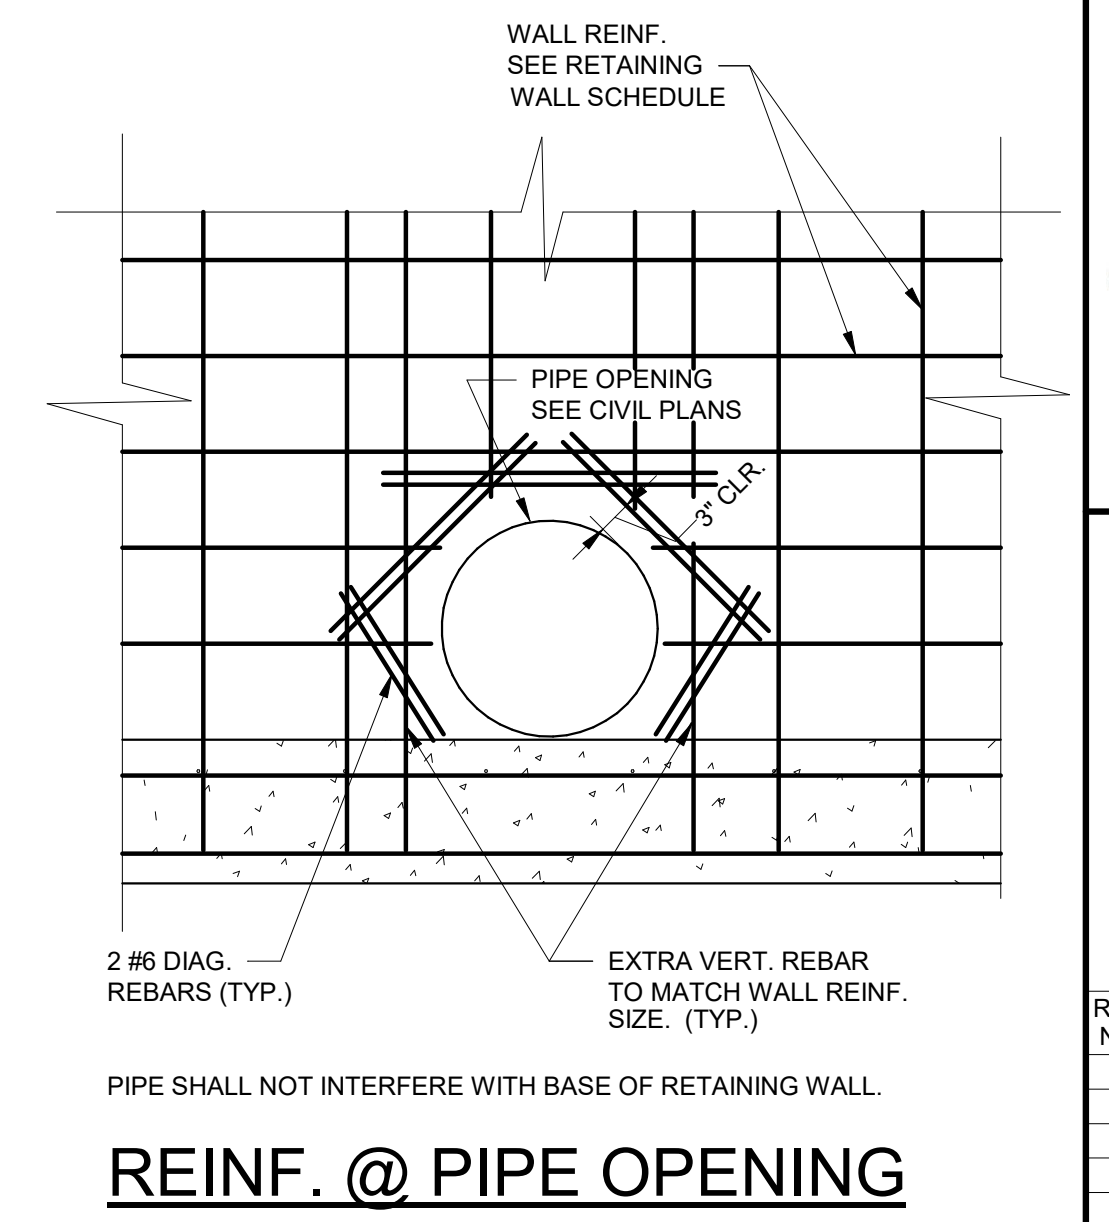 WALL REINF.
SEE RETAINING
WALL SCHEDULE
PIPE OPENING
SEE CIVIL PLANS
3" CLR.
2 #6 DIAG.
REBARS (TYP.)
EXTRA VERT. REBAR
TO MATCH WALL REINF.
SIZE. (TYP.)
PIPE SHALL NOT INTERFERE WITH BASE OF RETAINING WALL.
REINF. @ PIPE OPENING